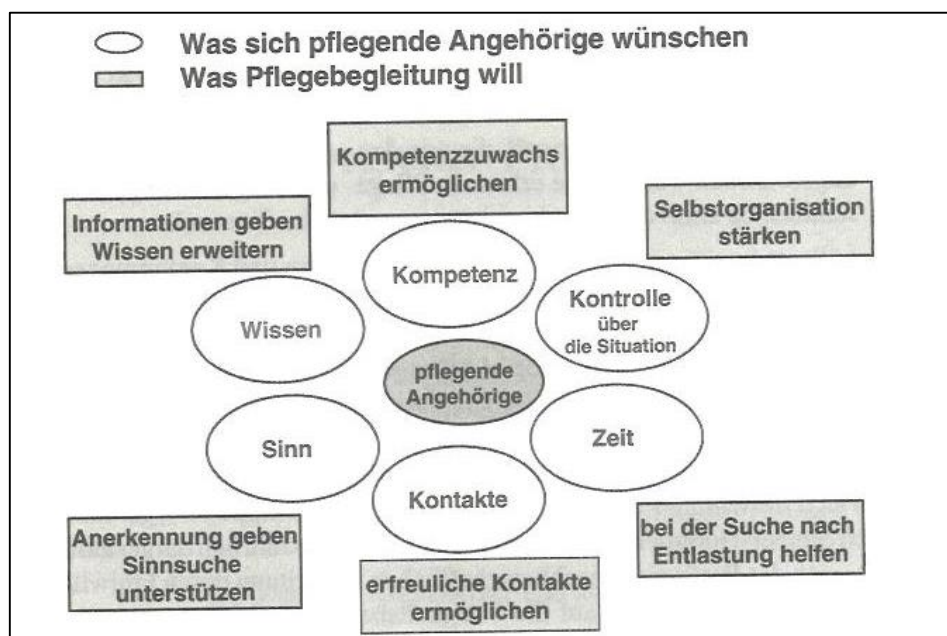 Was sich pflegende Angehörige wünschen
Was Pflegebegleitung will
Kompetenzzuwachs
ermöglichen
Informationen geben
Wissen erweitern
Selbstorganisation
stärken
Kompetenz
Wissen
Kontrolle
über
die Situation
pflegende
Angehörige
Sinn
Zeit
Kontakte
Anerkennung geben
Sinnsuche
unterstützen
bei der Suche nach
Entlastung helfen
erfreuliche Kontakte
ermöglichen